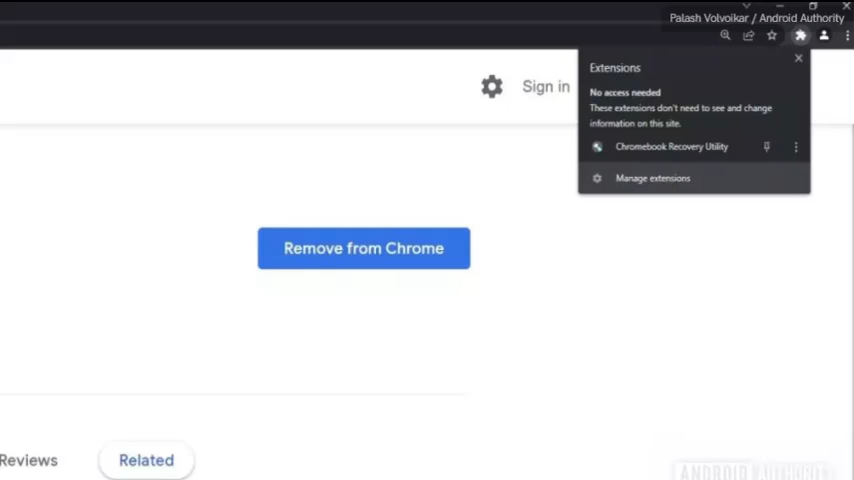 Palash Volvoikar / Android Authority
Extensions
No access needed
These extensions don't need to see and change
information on this site.
Chromebook Recovery Utility
Manage extensions
Sign in
Remove from Chrome
Reviews
Related
ANDROID AUTHORITY